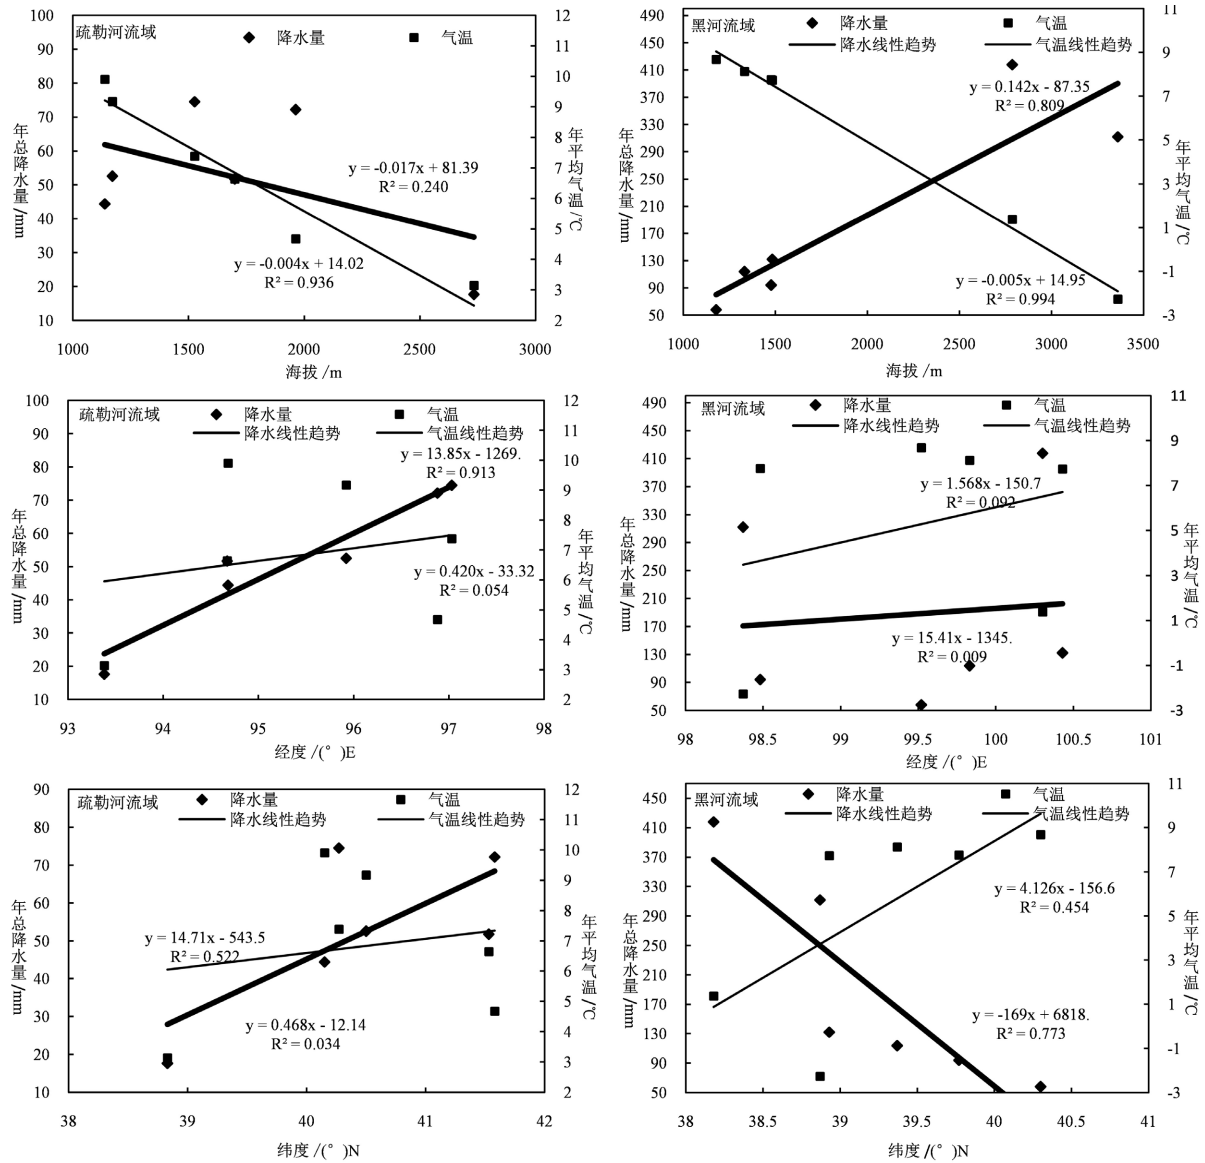 疏勒河流域
降水量
气温
100
90
80
70
60
50
40
30
20
10
12
11
10
9
8
7
6
5
4
3
2
年总降水量/mm
年平均气温/℃
y = -0.017x + 81.39
R² = 0.240
y = -0.004x + 14.02
R² = 0.936
1000 1500 2000 2500 3000
海拔/m
黑河流域
降水量
气温
降水线性趋势
气温线性趋势
490
450
410
370
330
290
250
210
170
130
90
50
11
9
7
5
3
1
-1
-3
年总降水量/mm
年平均气温/℃
y = 0.142x - 87.35
R² = 0.809
y = -0.005x + 14.95
R² = 0.994
1000 1500 2000 2500 3000 3500
海拔/m
疏勒河流域
降水量
气温
降水线性趋势
气温线性趋势
100
90
80
70
60
50
40
30
20
10
12
11
10
9
8
7
6
5
4
3
2
年总降水量/mm
年平均气温/℃
y = 13.85x - 1269.
R² = 0.913
y = 0.420x - 33.32
R² = 0.054
93 94 95 96 97 98
经度/(°)E
黑河流域
降水量
气温
降水线性趋势
气温线性趋势
490
450
410
370
330
290
250
210
170
130
90
50
11
9
7
5
3
1
-1
-3
年总降水量/mm
年平均气温/℃
y = 1.568x - 150.7
R² = 0.092
y = 15.41x - 1345.
R² = 0.009
98 98.5 99 99.5 100 100.5 101
经度/(°)E
疏勒河流域
降水量
气温
降水线性趋势
气温线性趋势
90
80
70
60
50
40
30
20
10
12
11
10
9
8
7
6
5
4
3
2
年总降水量/mm
年平均气温/℃
y = 14.71x - 543.5
R² = 0.522
y = 0.468x - 12.14
R² = 0.034
38 39 40 41 42
纬度/(°)N
黑河流域
降水量
气温
降水线性趋势
气温线性趋势
450
410
370
330
290
250
210
170
130
90
50
11
9
7
5
3
1
-1
-3
年总降水量/mm
年平均气温/℃
y = 4.126x - 156.6
R² = 0.454
y = -169x + 6818.
R² = 0.773
38 38.5 39 39.5 40 40.5 41
纬度/(°)N